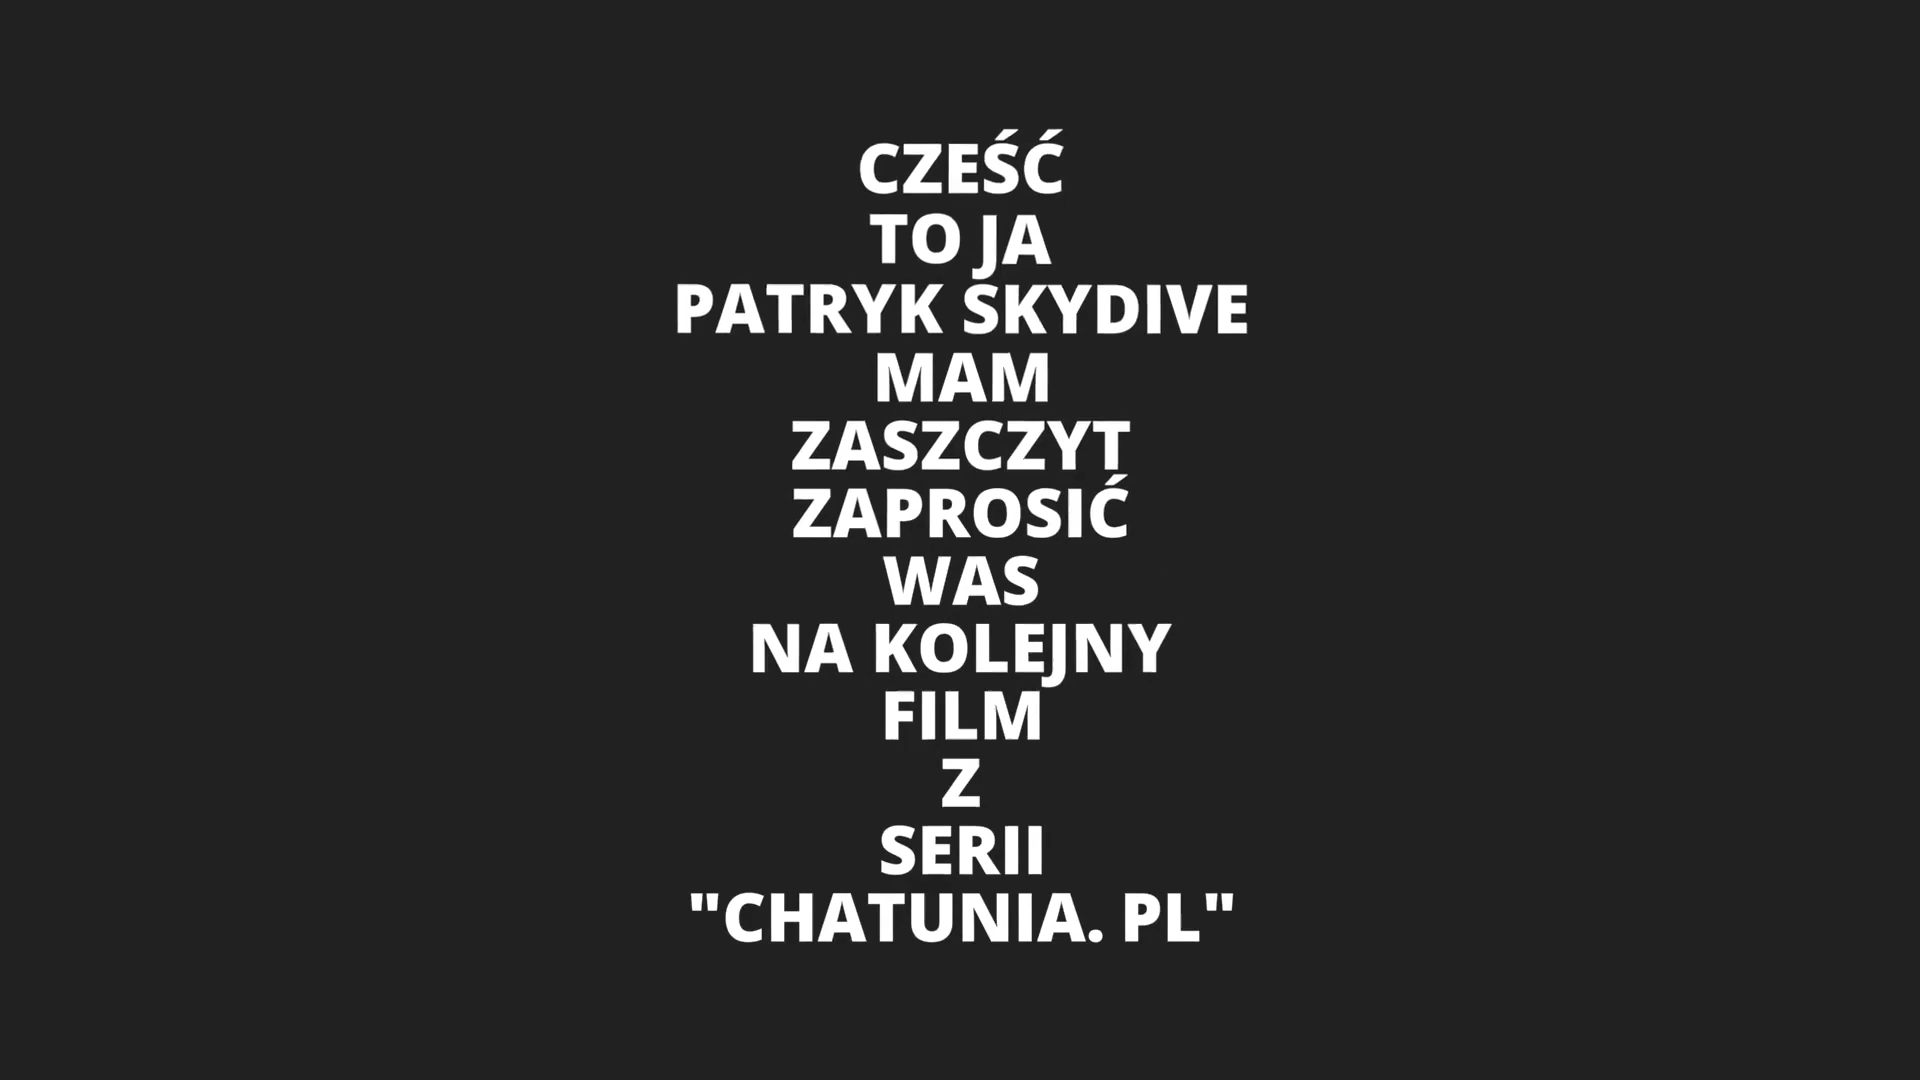 CZEŚĆ
TO JA
PATRYK SKYDIVE
MAM
ZASZCZYT
ZAPROSIĆ
WAS
NA KOLEJNY
FILM
Z
SERII
"CHATUNIA. PL"